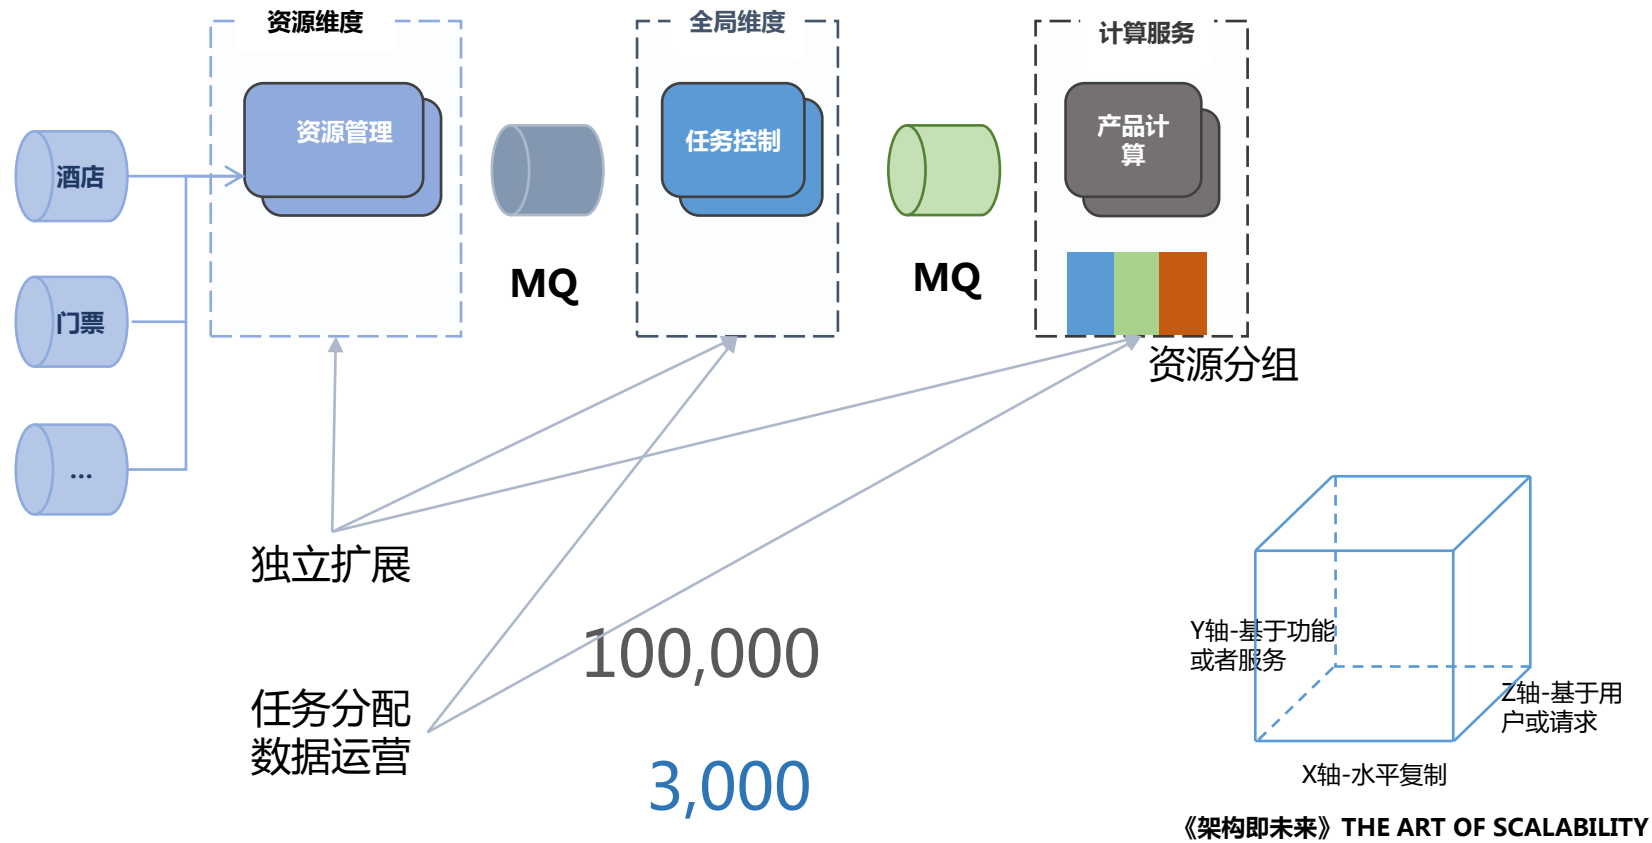 资源维度
全局维度
计算服务
资源管理
任务控制
产品计
算
酒店
门票
...
MQ
MQ
资源分组
独立扩展
100,000
任务分配
数据运营
3,000
Y轴-基于功能
或者服务
Z轴-基于用
户或请求
X轴-水平复制
《架构即未来》THE ART OF SCALABILITY